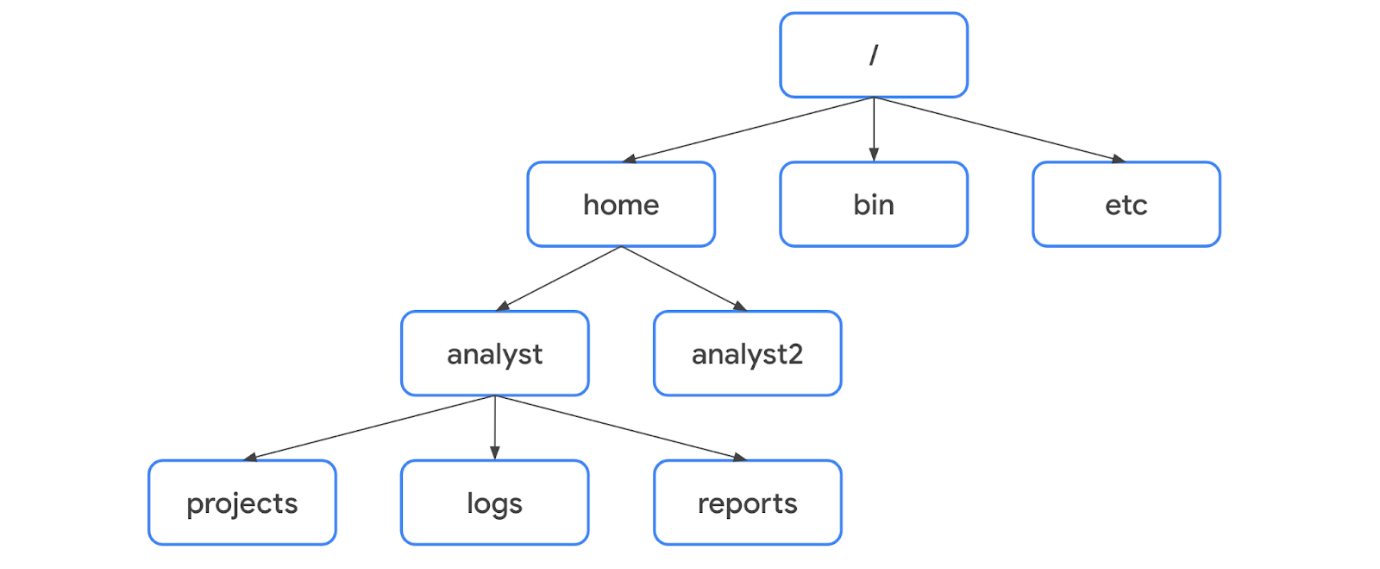 /
home
bin
etc
analyst
analyst2
projects
logs
reports